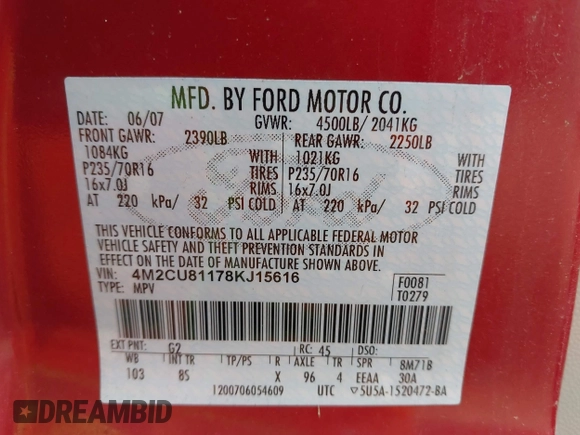 MFD. BY FORD MOTOR CO.
DATE: 06/07 GVWR: 4500LB/ 2041KG
FRONT GAWR: 2390LB REAR GAWR: 2250LB
1084KG WITH 1021KG WITH
P235/70R16 TIRES P235/70R16 TIRES
16x7.0J RIMS 16x7.0J RIMS
AT 220 kPa/ 32 PSI COLD AT 220 kPa/ 32 PSI COLD
Ford
THIS VEHICLE CONFORMS TO ALL APPLICABLE FEDERAL MOTOR
VEHICLE SAFETY AND THEFT PREVENTION STANDARDS IN
EFFECT ON THE DATE OF MANUFACTURE SHOWN ABOVE.
VIN: 4M2CU81178KJ15616 F0081
TYPE: MPV T0279
EXT PNT: G2 RC: 45 DSO:
WB INT TR TP/PS R AXLE TR SPR 8M71B
103 85 X 96 4 EEAA 30A
1200706054609 UTC ▽5U5A-1520472-BA
DREAMBID